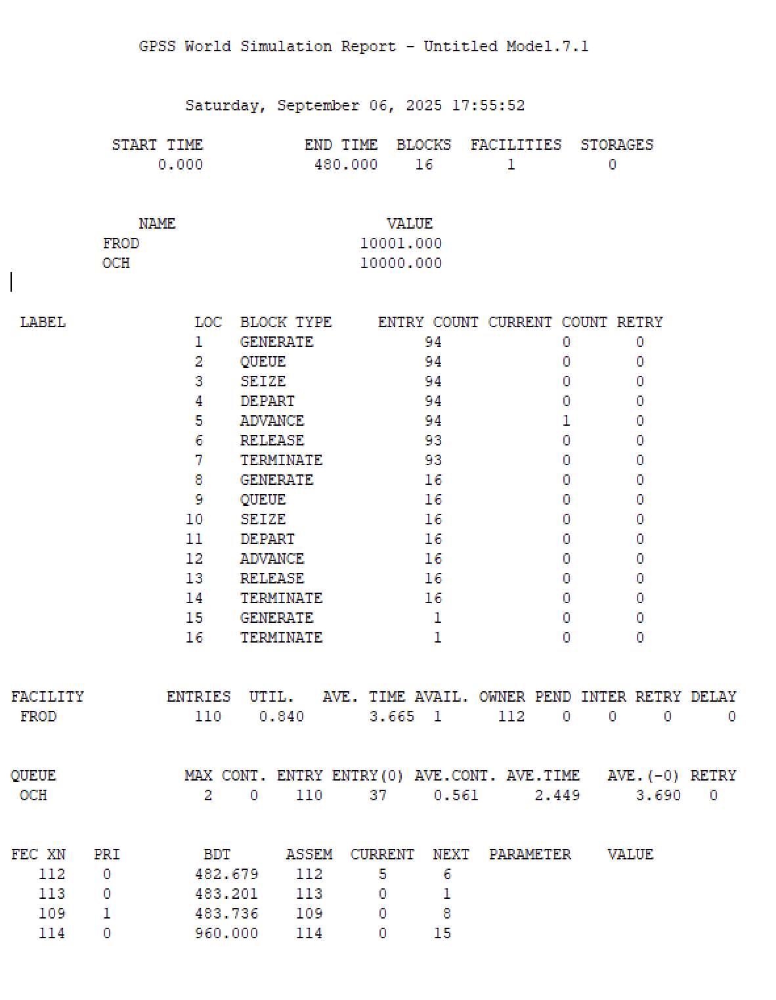 GPSS World Simulation Report - Untitled Model.7.1
Saturday, September 06, 2025 17:55:52
START TIME END TIME BLOCKS FACILITIES STORAGES
0.000 480.000 16 1 0
NAME VALUE
FROD 10001.000
OCH 10000.000
LABEL LOC BLOCK TYPE ENTRY COUNT CURRENT COUNT RETRY
1 GENERATE 94 0 0
2 QUEUE 94 0 0
3 SEIZE 94 0 0
4 DEPART 94 0 0
5 ADVANCE 94 1 0
6 RELEASE 93 0 0
7 TERMINATE 93 0 0
8 GENERATE 16 0 0
9 QUEUE 16 0 0
10 SEIZE 16 0 0
11 DEPART 16 0 0
12 ADVANCE 16 0 0
13 RELEASE 16 0 0
14 TERMINATE 16 0 0
15 GENERATE 1 0 0
16 TERMINATE 1 0 0
FACILITY ENTRIES UTIL. AVE. TIME AVAIL. OWNER PEND INTER RETRY DELAY
FROD 110 0.840 3.665 1 112 0 0 0 0
QUEUE MAX CONT. ENTRY ENTRY(0) AVE.CONT. AVE.TIME AVE.(-0) RETRY
OCH 2 0 110 37 0.561 2.449 3.690 0
FEC XN PRI BDT ASSEM CURRENT NEXT PARAMETER VALUE
112 0 482.679 112 5 6
113 0 483.201 113 0 1
109 1 483.736 109 0 8
114 0 960.000 114 0 15